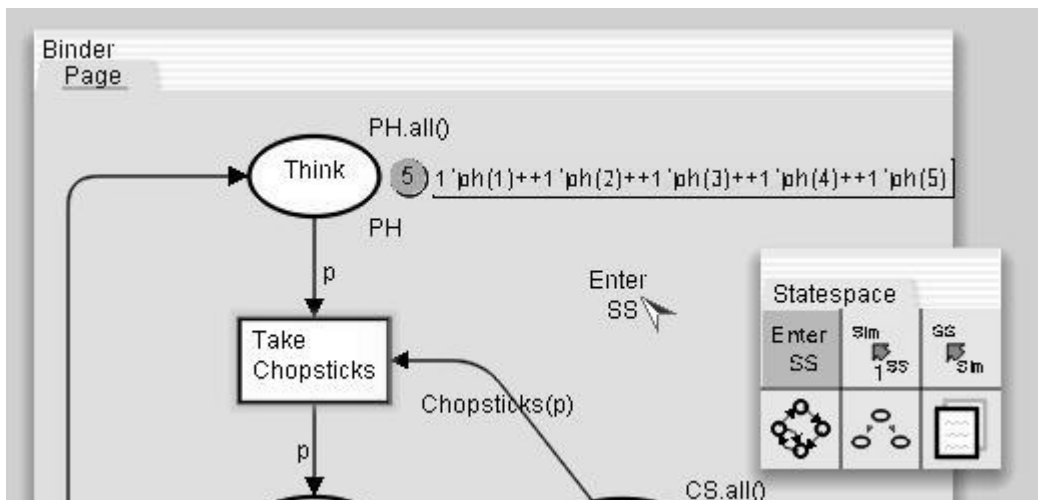 Binder
Page
PH.all()
Think
5
1`ph(1)++1`ph(2)++1`ph(3)++1`ph(4)++1`ph(5)
PH
p
Enter
SS
Statespace
Enter
SS
Sim
1 SS
SS
Sim
Take
Chopsticks
Chopsticks(p)
p
CS.all()